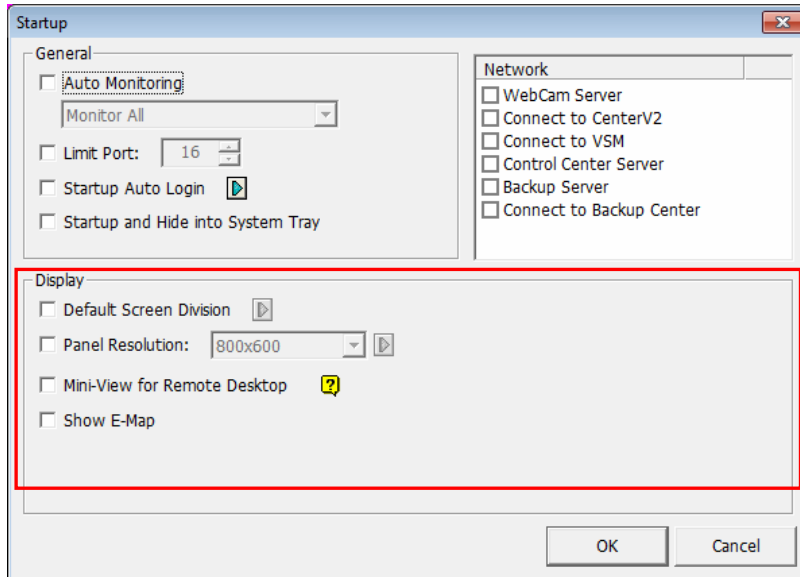 Startup
General
Auto Monitoring
Monitor All
Limit Port: 16
Startup Auto Login
Startup and Hide into System Tray
Network
WebCam Server
Connect to CenterV2
Connect to VSM
Control Center Server
Backup Server
Connect to Backup Center
Display
Default Screen Division
Panel Resolution: 800x600
Mini-View for Remote Desktop ?
Show E-Map
OK Cancel